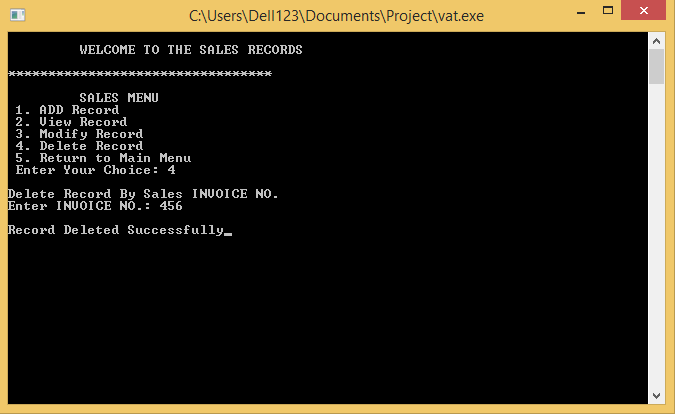 C:\Users\Dell123\Documents\Project\vat.exe
WELCOME TO THE SALES RECORDS
*********************************
SALES MENU
1. ADD Record
2. View Record
3. Modify Record
4. Delete Record
5. Return to Main Menu
Enter Your Choice: 4
Delete Record By Sales INVOICE NO.
Enter INVOICE NO.: 456
Record Deleted Successfully_